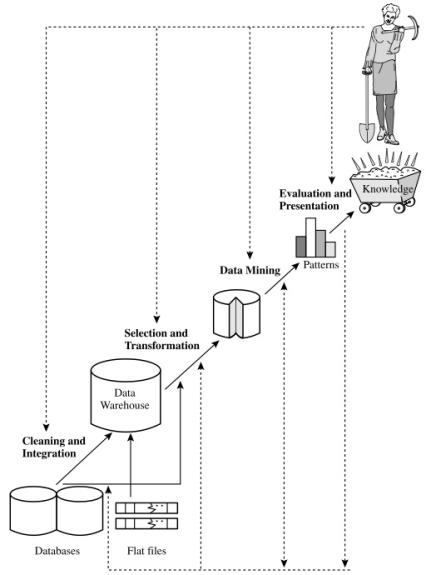 Knowledge
Evaluation and
Presentation
Patterns
Data Mining
Selection and
Transformation
Data
Warehouse
Cleaning and
Integration
Databases
Flat files